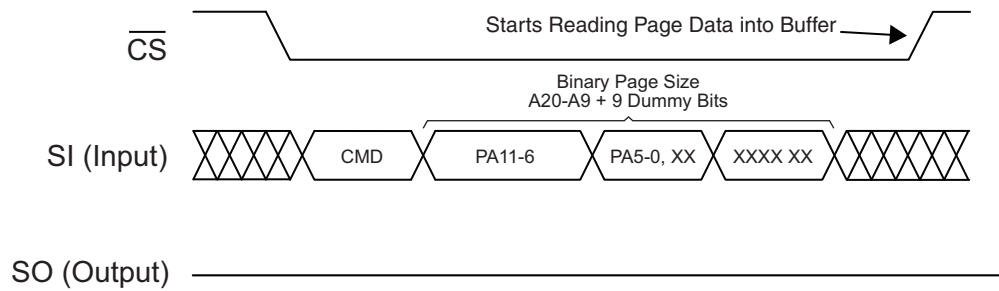 Starts Reading Page Data into Buffer
CS
Binary Page Size
A20-A9 + 9 Dummy Bits
SI (Input)
CMD
PA11-6
PA5-0, XX
XXXX XX
SO (Output)